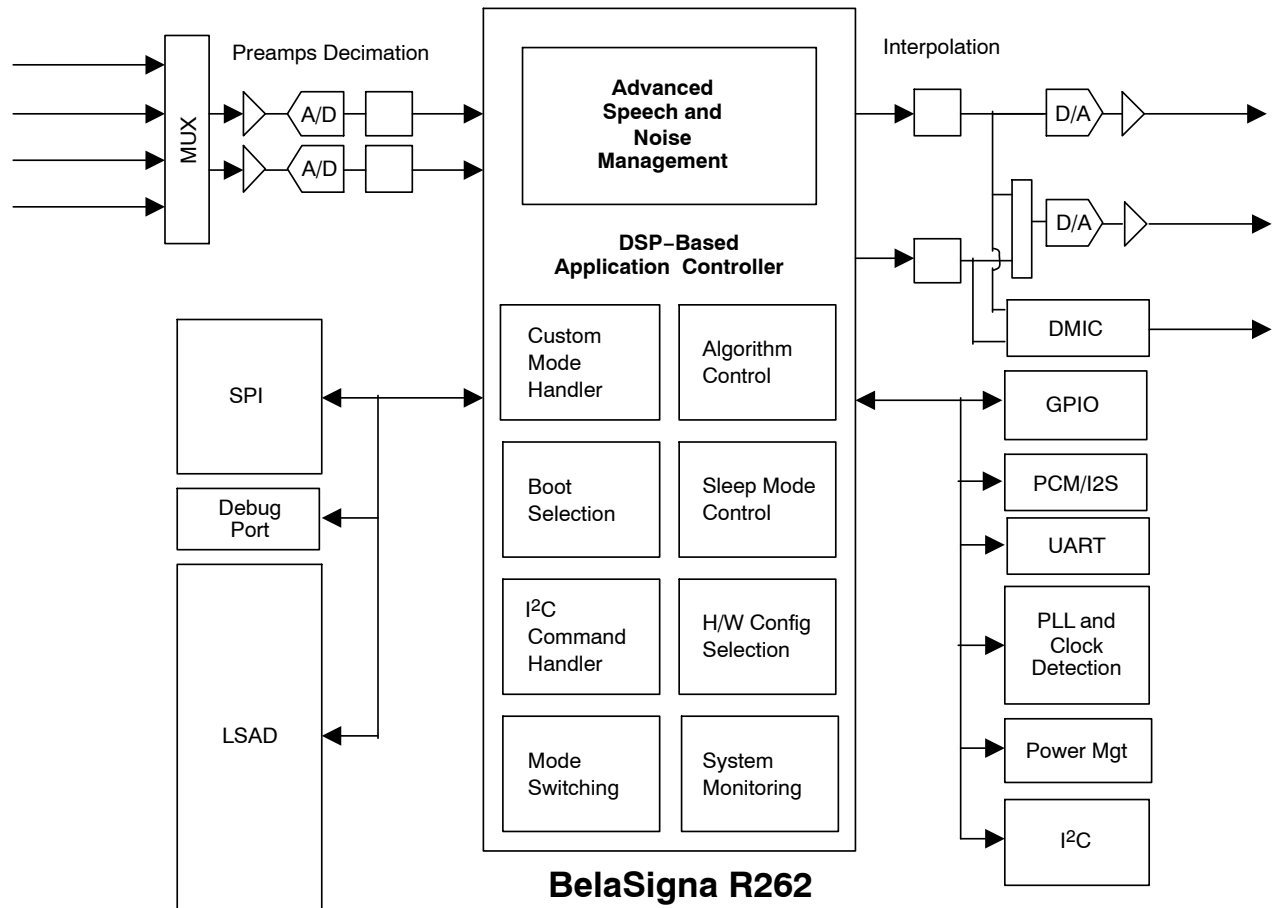 Preamps Decimation
MUX
A/D
A/D
Advanced
Speech and
Noise
Management
DSP−Based
Application Controller
Interpolation
D/A
D/A
DMIC
SPI
Debug
Port
LSAD
Custom
Mode
Handler
Algorithm
Control
Boot
Selection
Sleep Mode
Control
I²C
Command
Handler
H/W Config
Selection
Mode
Switching
System
Monitoring
GPIO
PCM/I2S
UART
PLL and
Clock
Detection
Power Mgt
I²C
BelaSigna R262